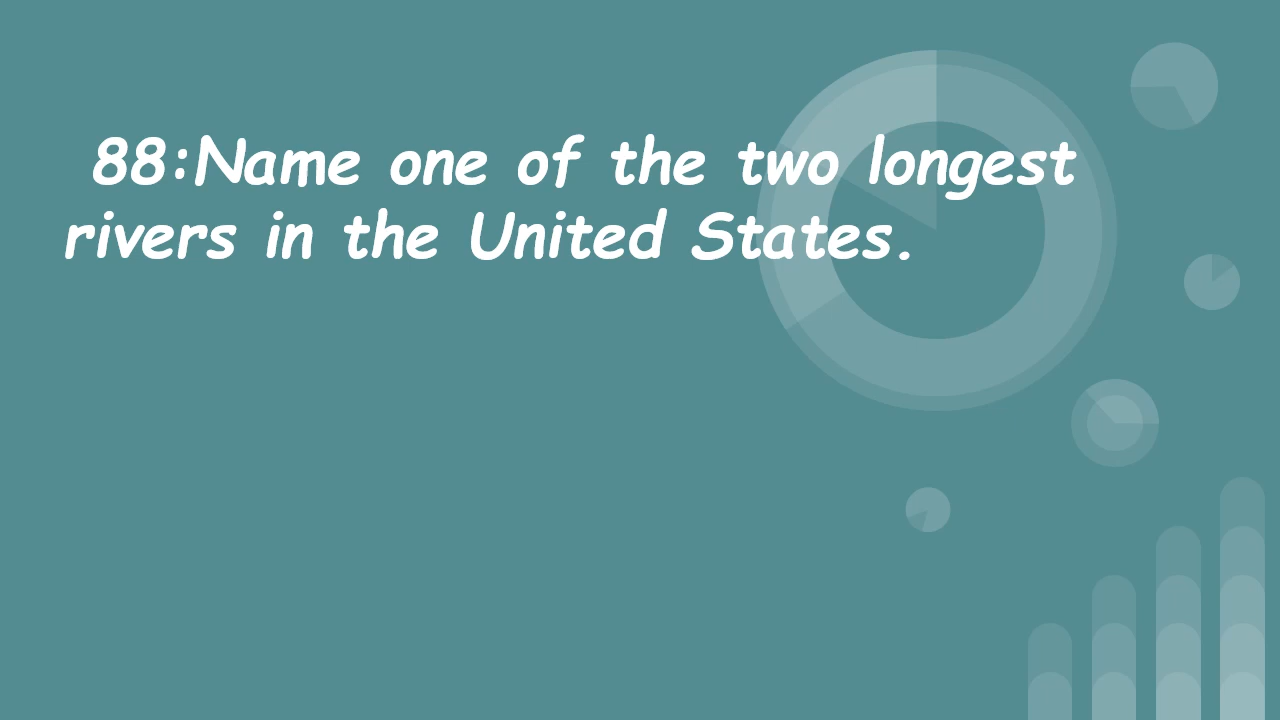 88:Name one of the two longest
rivers in the United States.